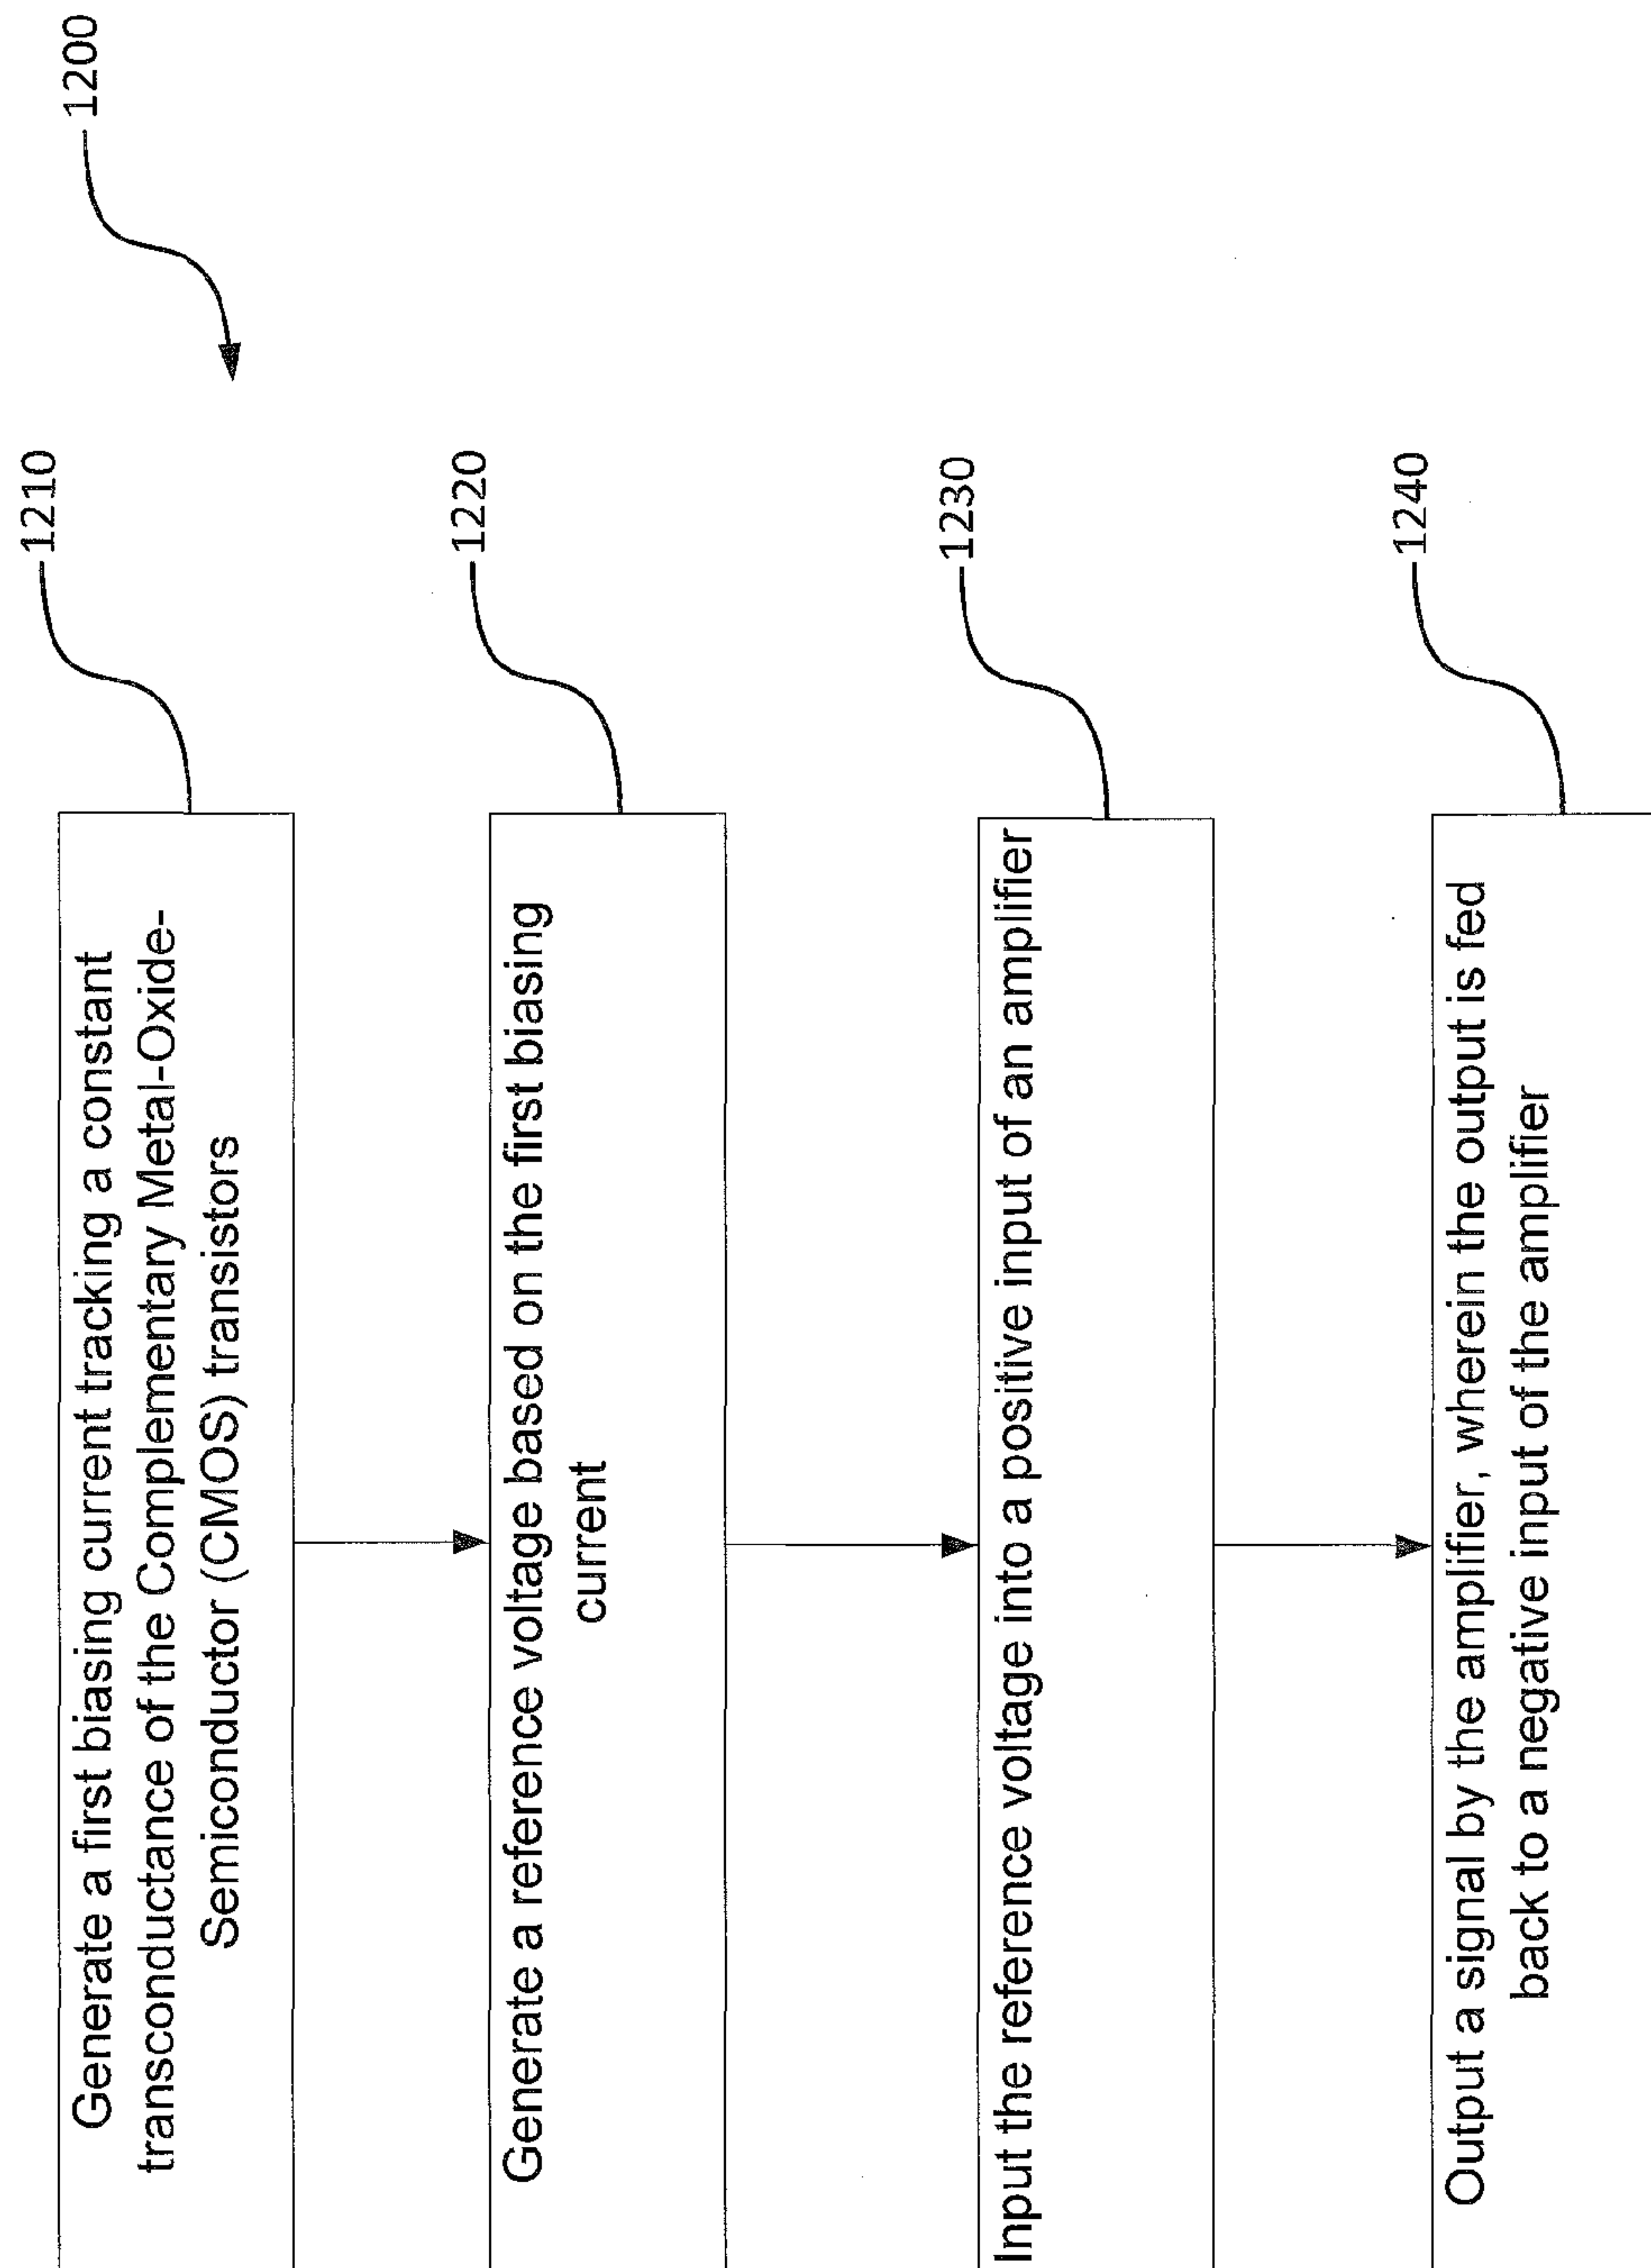 1200
1210
Generate a first biasing current tracking a constant
transconductance of the Complementary Metal-Oxide-
Semiconductor (CMOS) transistors
1220
Generate a reference voltage based on the first biasing
current
1230
Input the reference voltage into a positive input of an amplifier
1240
Output a signal by the amplifier, wherein the output is fed
back to a negative input of the amplifier